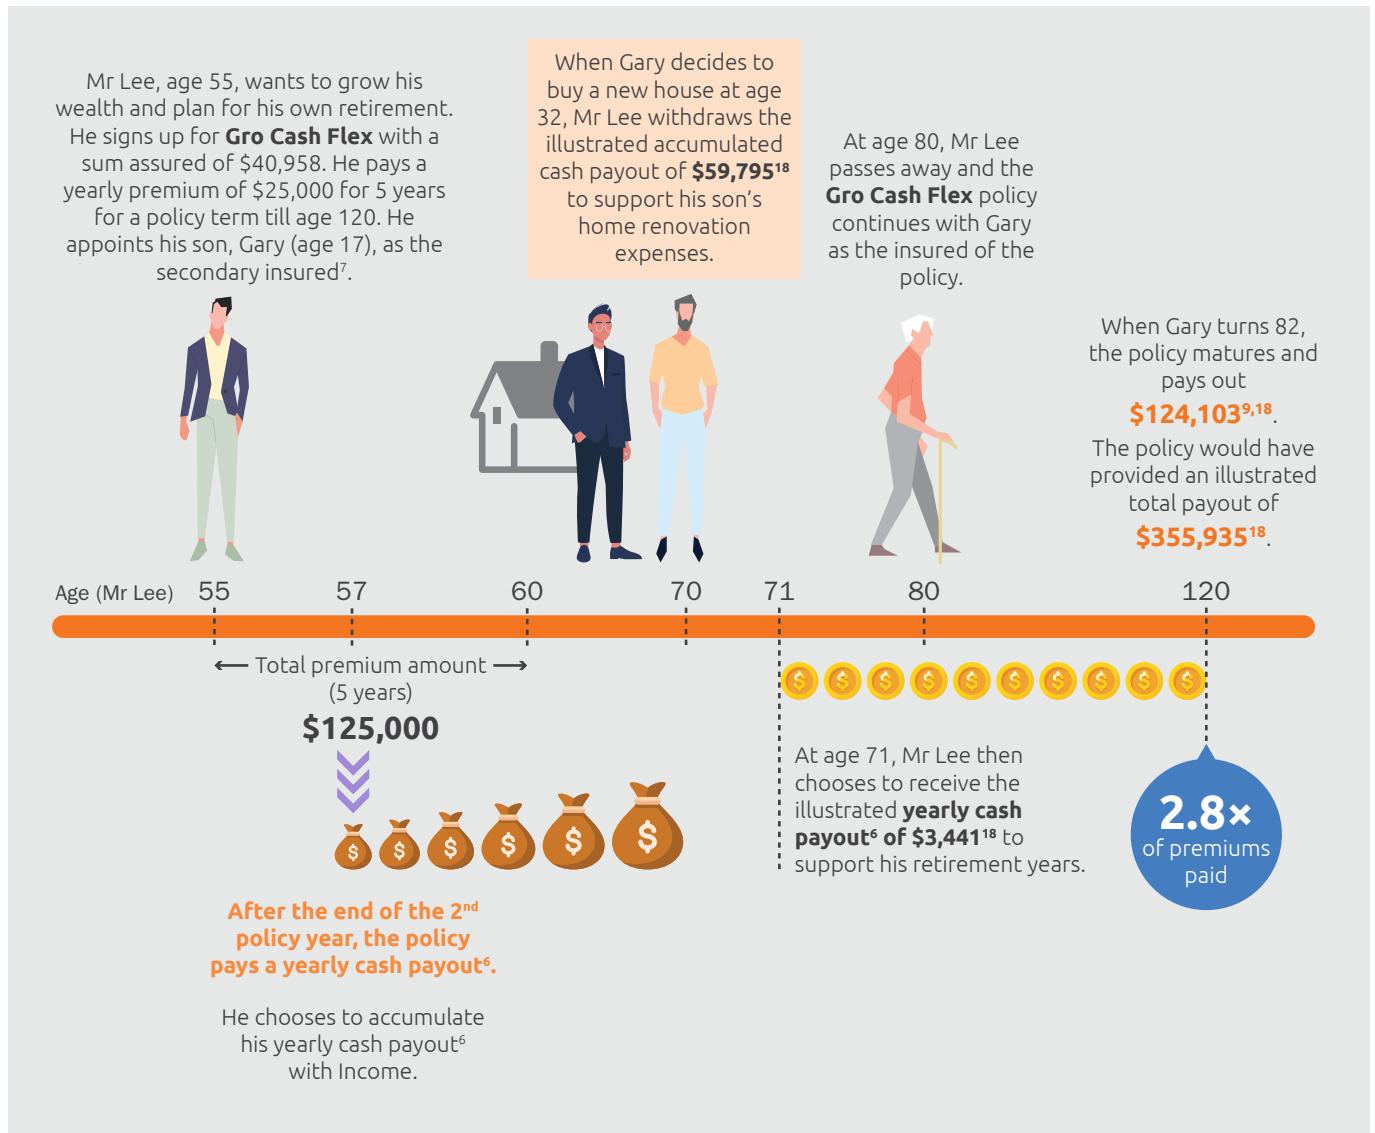 Mr Lee, age 55, wants to grow his
wealth and plan for his own retirement.
He signs up for Gro Cash Flex with a
sum assured of $40,958. He pays a
yearly premium of $25,000 for 5 years
for a policy term till age 120. He
appoints his son, Gary (age 17), as the
secondary insured7.
When Gary decides to
buy a new house at age
32, Mr Lee withdraws the
illustrated accumulated
cash payout of $59,79518
to support his son's
home renovation
expenses.
At age 80, Mr Lee
passes away and the
Gro Cash Flex policy
continues with Gary
as the insured of the
policy.
When Gary turns 82,
the policy matures and
pays out
$124,1039,18.
The policy would have
provided an illustrated
total payout of
$355,93518.
Age (Mr Lee) 55 57 60 70 71 80 120
Total premium amount
(5 years)
$125,000
$ $ $ $ $ $
$ $ $ $ $ $ $ $ $ $
After the end of the 2nd
policy year, the policy
pays a yearly cash payout6.
He chooses to accumulate
his yearly cash payout6
with Income.
At age 71, Mr Lee then
chooses to receive the
illustrated yearly cash
payout6 of $3,44118 to
support his retirement years.
2.8×
of premiums
paid